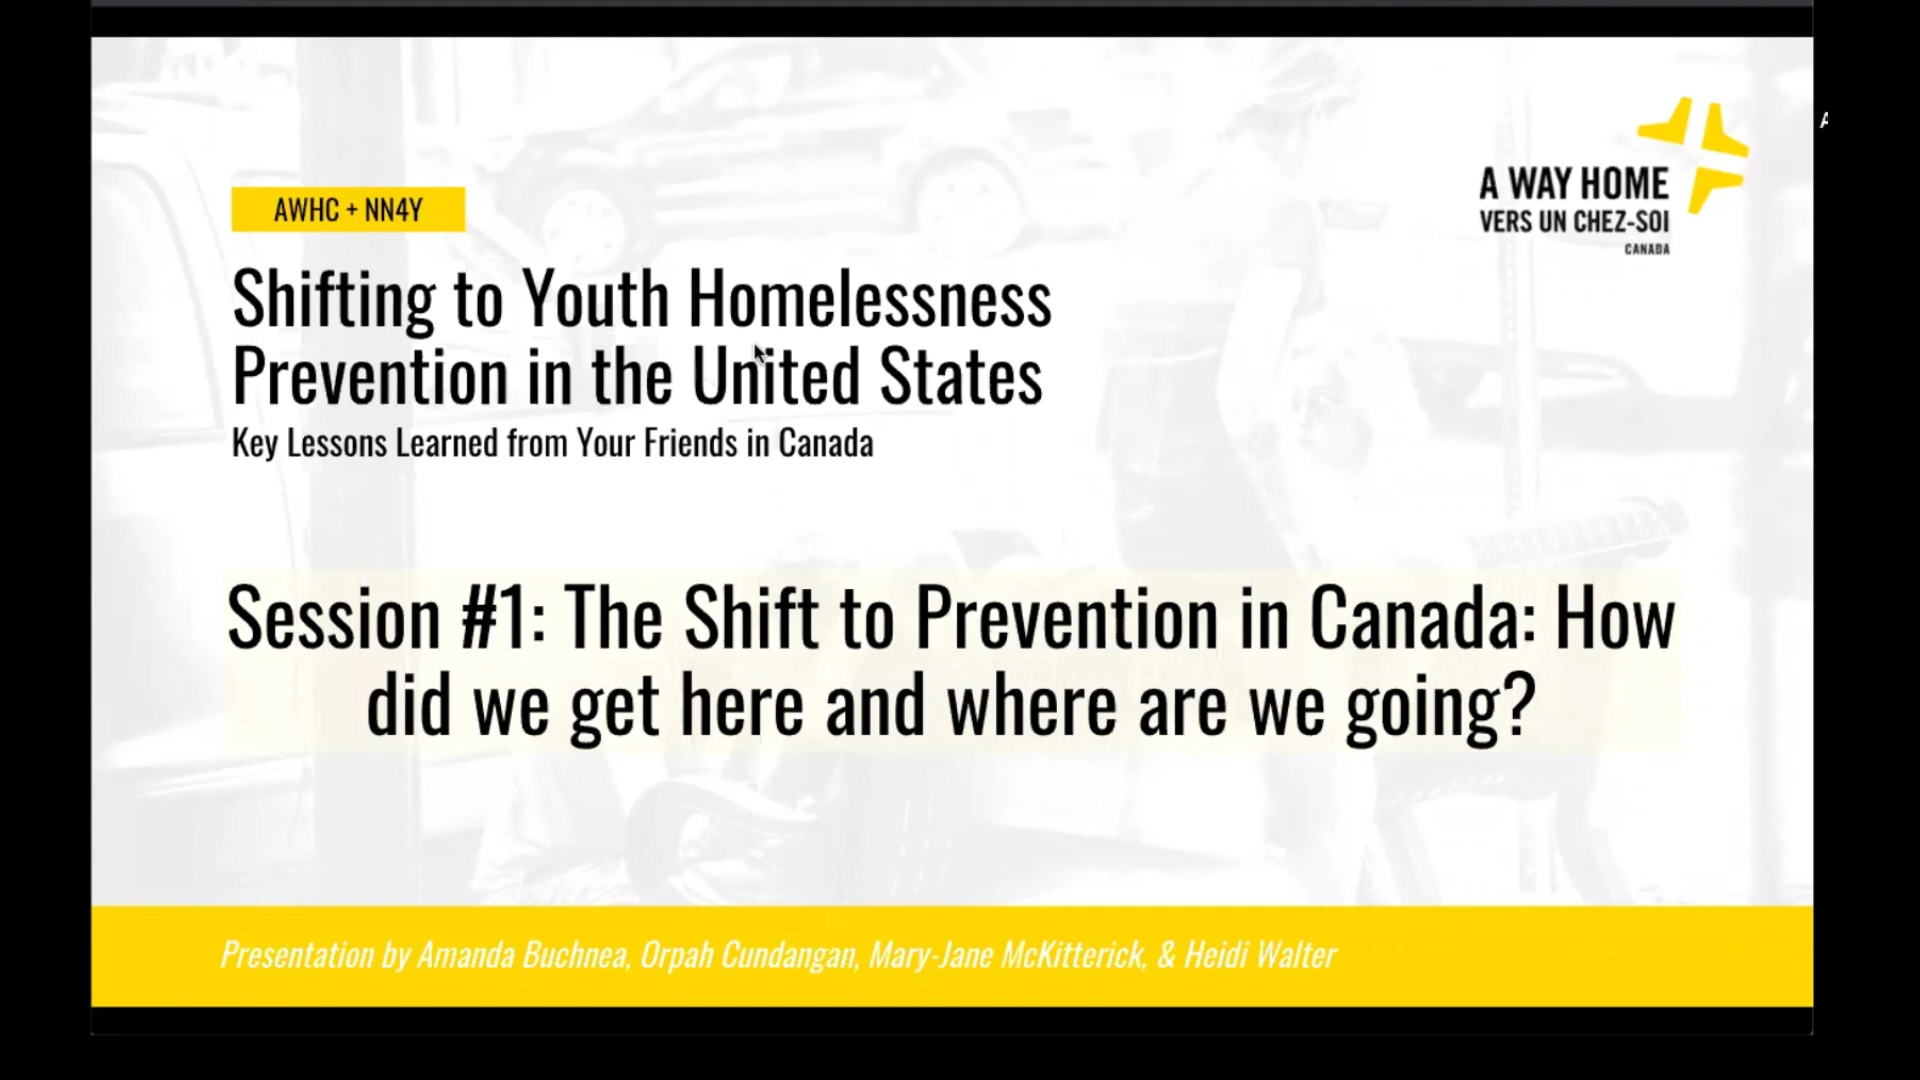 AWHC + NN4Y
A WAY HOME
VERS UN CHEZ-SOI
CANADA
Shifting to Youth Homelessness
Prevention in the United States
Key Lessons Learned from Your Friends in Canada
Session #1: The Shift to Prevention in Canada: How
did we get here and where are we going?
Presentation by Amanda Buchnea, Orpah Cundangan, Mary-Jane McKitterick, & Heidi Walter